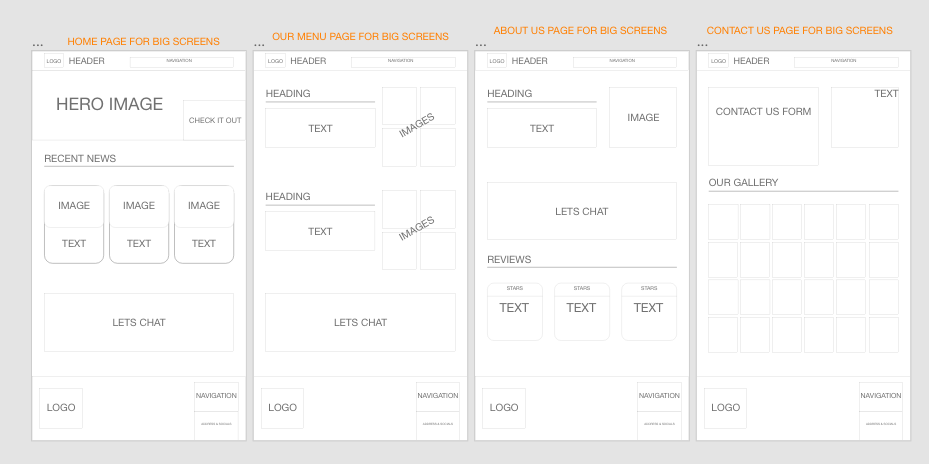 HOME PAGE FOR BIG SCREENS
LOGO HEADER NAVIGATION
HERO IMAGE
CHECK IT OUT
RECENT NEWS
IMAGE IMAGE IMAGE
TEXT TEXT TEXT
LETS CHAT
LOGO
NAVIGATION
ADDRESS & SOCIALS
OUR MENU PAGE FOR BIG SCREENS
LOGO HEADER NAVIGATION
HEADING
TEXT
IMAGES
HEADING
TEXT
IMAGES
LETS CHAT
LOGO
NAVIGATION
ADDRESS & SOCIALS
ABOUT US PAGE FOR BIG SCREENS
LOGO HEADER NAVIGATION
HEADING
TEXT
IMAGE
LETS CHAT
REVIEWS
STARS STARS STARS
TEXT TEXT TEXT
LOGO
NAVIGATION
ADDRESS & SOCIALS
CONTACT US PAGE FOR BIG SCREENS
LOGO HEADER NAVIGATION
CONTACT US FORM
TEXT
OUR GALLERY
LOGO
NAVIGATION
ADDRESS & SOCIALS